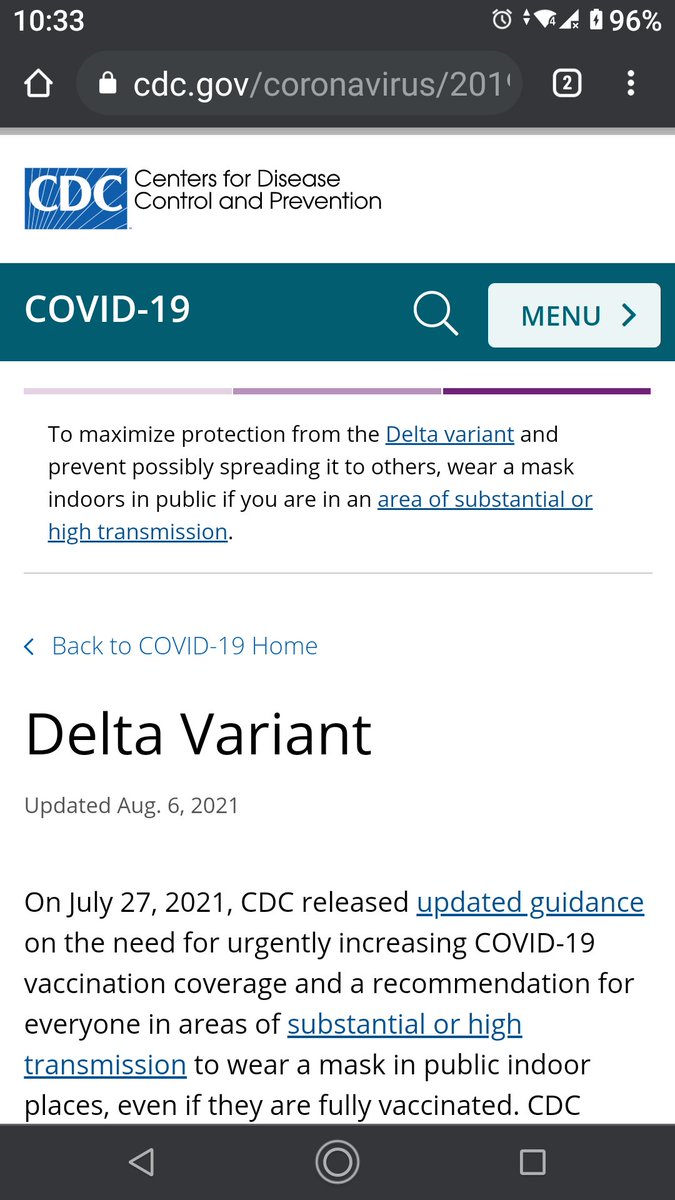 10:33
4
96%
cdc.gov/coronavirus/201
2
CDC
Centers for Disease
Control and Prevention
COVID-19
MENU
To maximize protection from the Delta variant and
prevent possibly spreading it to others, wear a mask
indoors in public if you are in an area of substantial or
high transmission.
Back to COVID-19 Home
Delta Variant
Updated Aug. 6, 2021
On July 27, 2021, CDC released updated guidance
on the need for urgently increasing COVID-19
vaccination coverage and a recommendation for
everyone in areas of substantial or high
transmission to wear a mask in public indoor
places, even if they are fully vaccinated. CDC